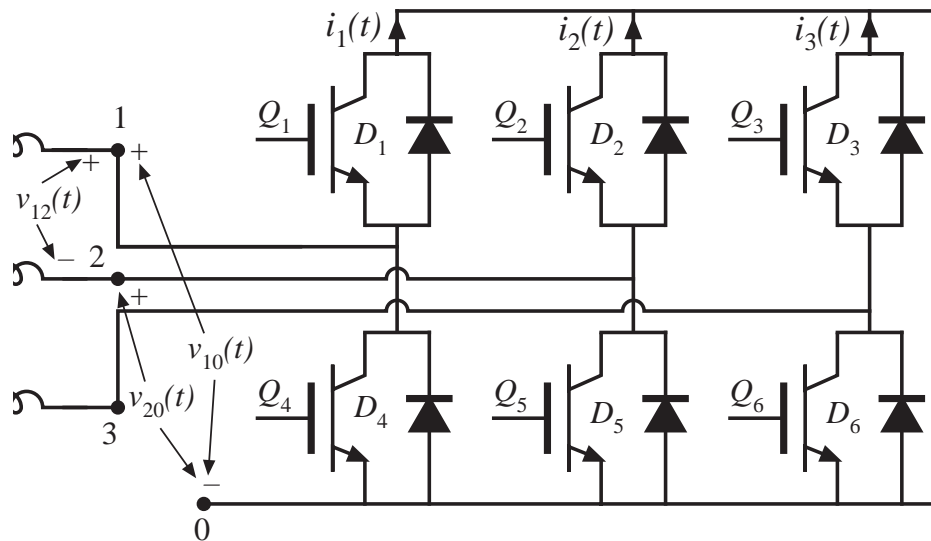 i1(t) i2(t) i3(t)
Q1 D1 Q2 D2 Q3 D3
1
+ +
v12(t)
− 2
+
v10(t)
v20(t)
Q4 D4 Q5 D5 Q6 D6
3
−
0